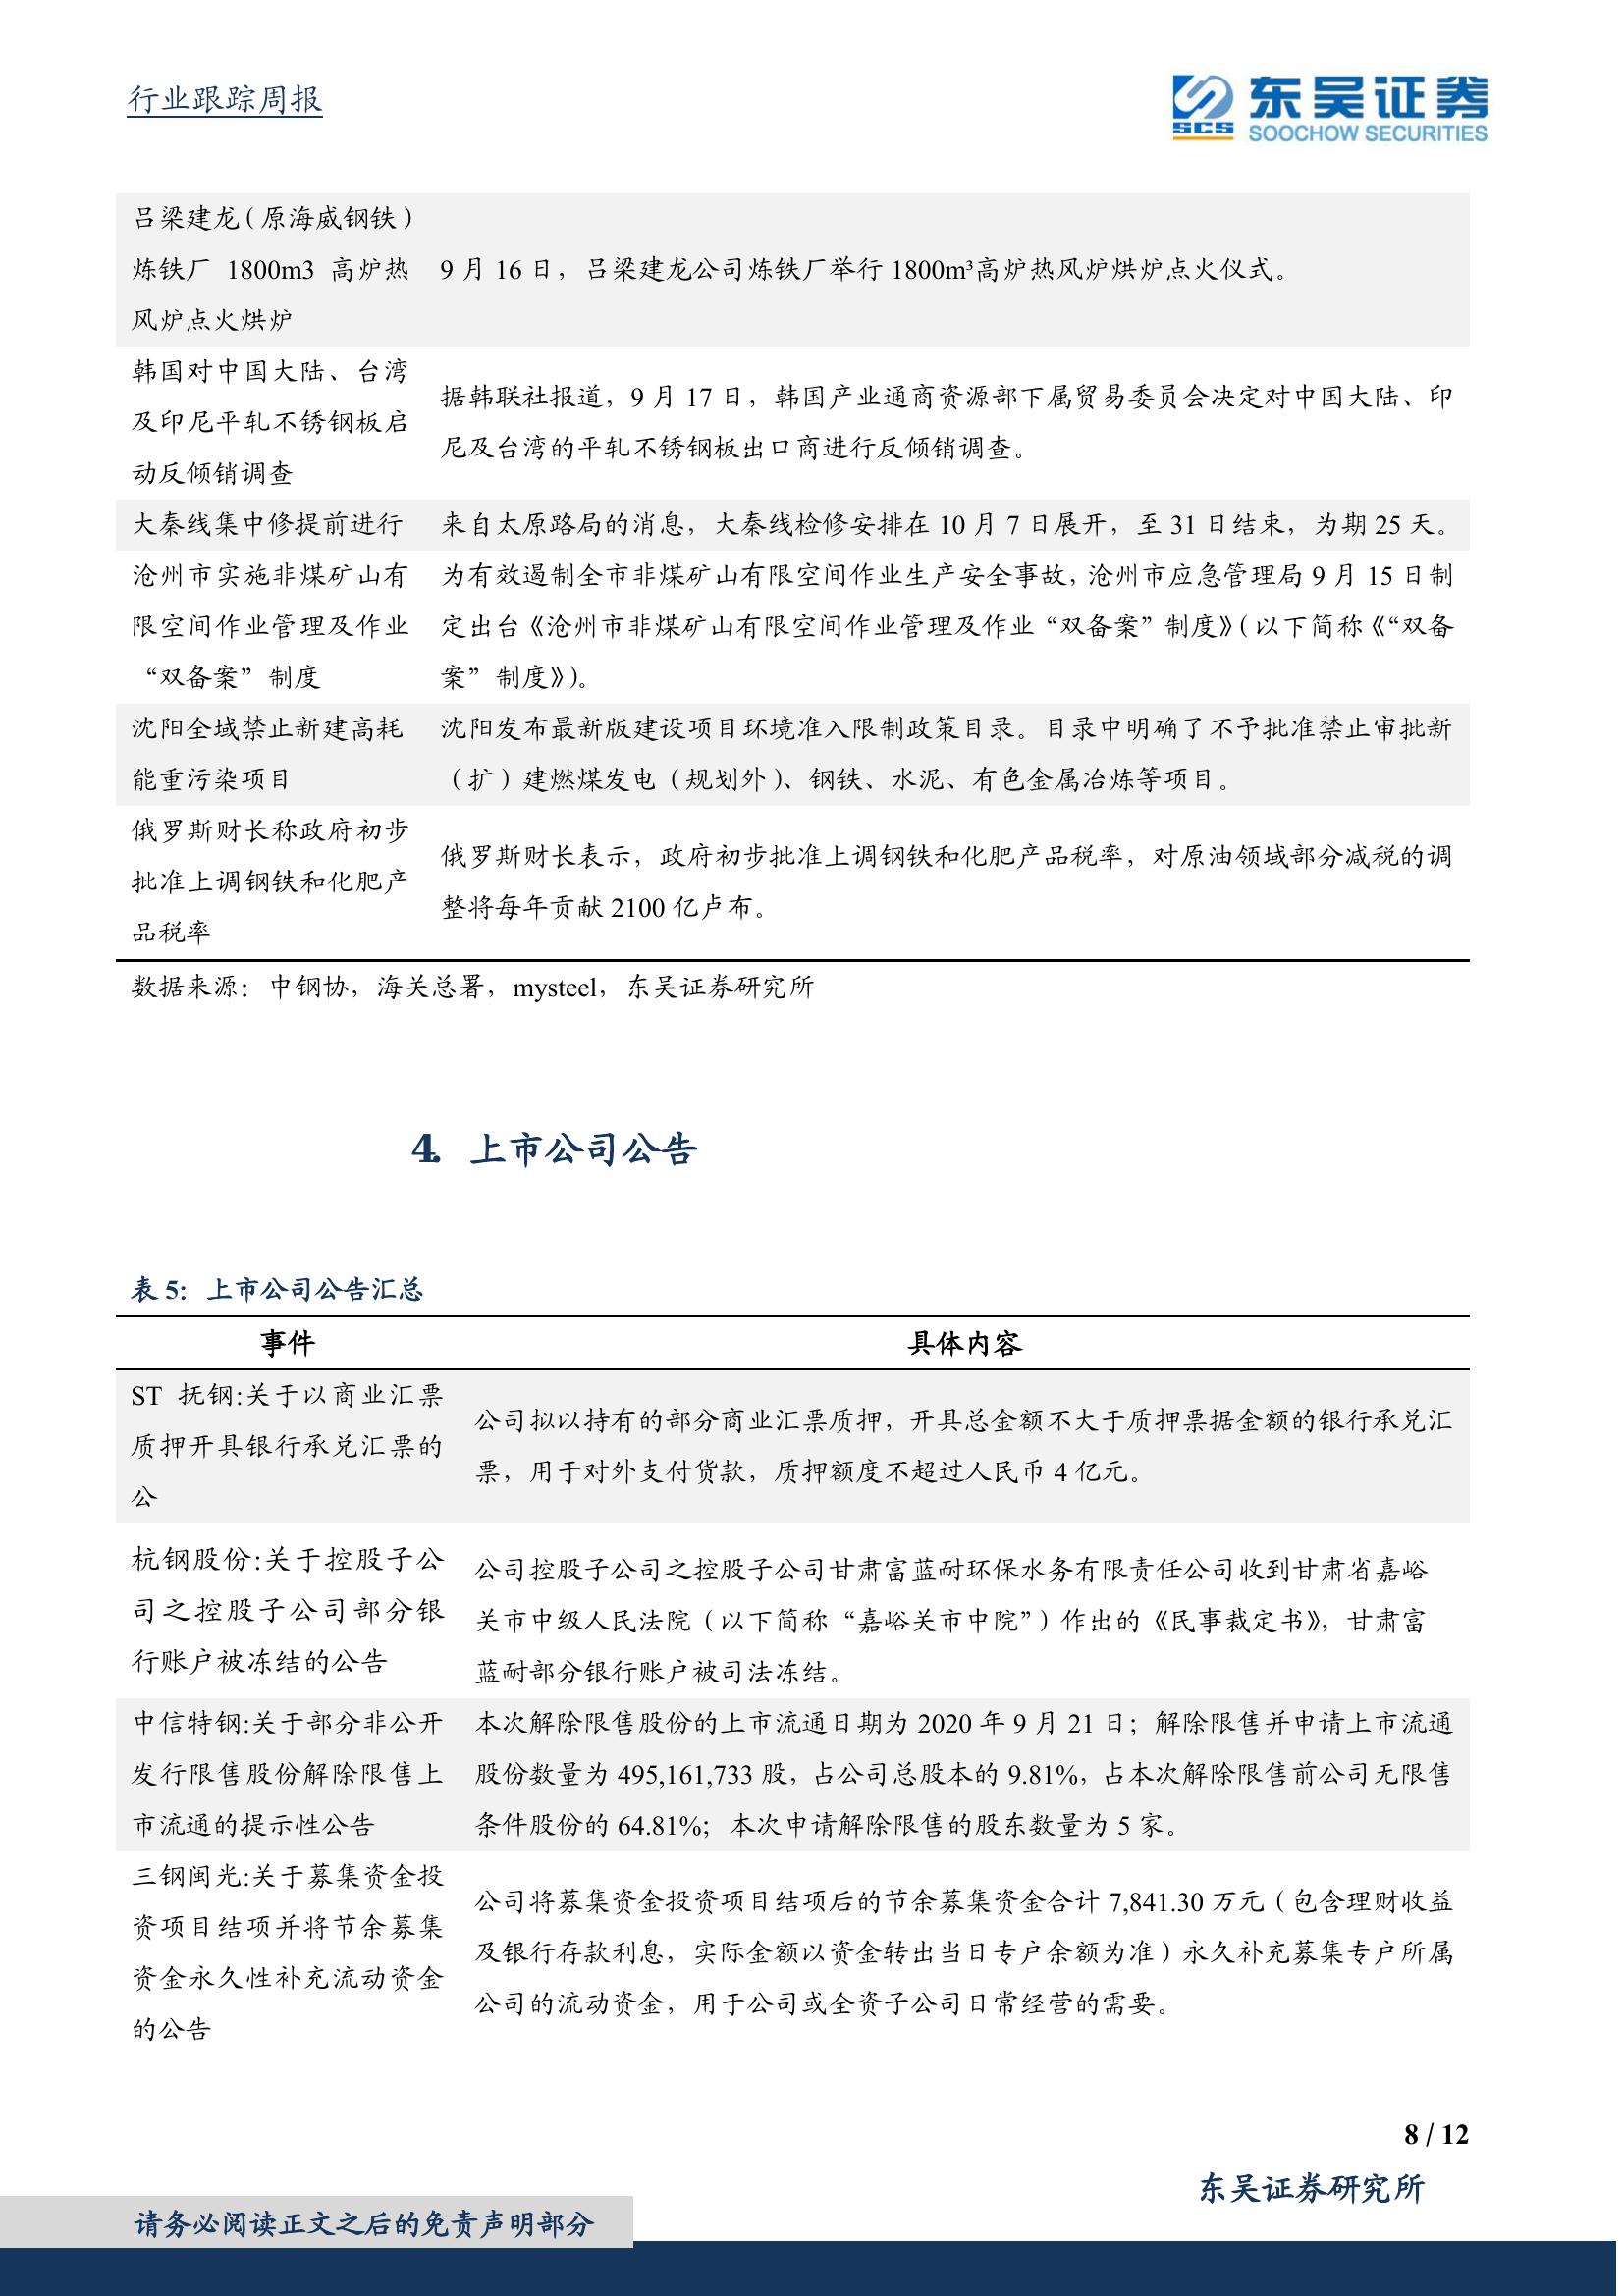 行业跟踪周报
SCS 东吴证券
SOOCHOW SECURITIES
吕梁建龙（原海威钢铁）
炼铁厂 1800m3 高炉热
风炉点火烘炉
9 月 16 日，吕梁建龙公司炼铁厂举行 1800m³高炉热风炉烘炉点火仪式。
韩国对中国大陆、台湾
及印尼平轧不锈钢板启
动反倾销调查
据韩联社报道，9 月 17 日，韩国产业通商资源部下属贸易委员会决定对中国大陆、印
尼及台湾的平轧不锈钢板出口商进行反倾销调查。
大秦线集中修提前进行
来自太原路局的消息，大秦线检修安排在 10 月 7 日展开，至 31 日结束，为期 25 天。
沧州市实施非煤矿山有
限空间作业管理及作业
“双备案”制度
为有效遏制全市非煤矿山有限空间作业生产安全事故，沧州市应急管理局 9 月 15 日制
定出台《沧州市非煤矿山有限空间作业管理及作业“双备案”制度》（以下简称《“双备
案”制度》）。
沈阳全域禁止新建高耗
能重污染项目
沈阳发布最新版建设项目环境准入限制政策目录。目录中明确了不予批准禁止审批新
（扩）建燃煤发电（规划外）、钢铁、水泥、有色金属冶炼等项目。
俄罗斯财长称政府初步
批准上调钢铁和化肥产
品税率
俄罗斯财长表示，政府初步批准上调钢铁和化肥产品税率，对原油领域部分减税的调
整将每年贡献 2100 亿卢布。
数据来源：中钢协，海关总署，mysteel，东吴证券研究所
4. 上市公司公告
表 5：上市公司公告汇总
事件 具体内容
ST 抚钢:关于以商业汇票
质押开具银行承兑汇票的
公
公司拟以持有的部分商业汇票质押，开具总金额不大于质押票据金额的银行承兑汇
票，用于对外支付货款，质押额度不超过人民币 4 亿元。
杭钢股份:关于控股子公
司之控股子公司部分银
行账户被冻结的公告
公司控股子公司之控股子公司甘肃富蓝耐环保水务有限责任公司收到甘肃省嘉峪
关市中级人民法院（以下简称“嘉峪关市中院”）作出的《民事裁定书》，甘肃富
蓝耐部分银行账户被司法冻结。
中信特钢:关于部分非公开
发行限售股份解除限售上
市流通的提示性公告
本次解除限售股份的上市流通日期为 2020 年 9 月 21 日；解除限售并申请上市流通
股份数量为 495,161,733 股，占公司总股本的 9.81%，占本次解除限售前公司无限售
条件股份的 64.81%；本次申请解除限售的股东数量为 5 家。
三钢闽光:关于募集资金投
资项目结项并将节余募集
资金永久性补充流动资金
的公告
公司将募集资金投资项目结项后的节余募集资金合计 7,841.30 万元（包含理财收益
及银行存款利息，实际金额以资金转出当日专户余额为准）永久补充募集专户所属
公司的流动资金，用于公司或全资子公司日常经营的需要。
8 / 12
东吴证券研究所
请务必阅读正文之后的免责声明部分